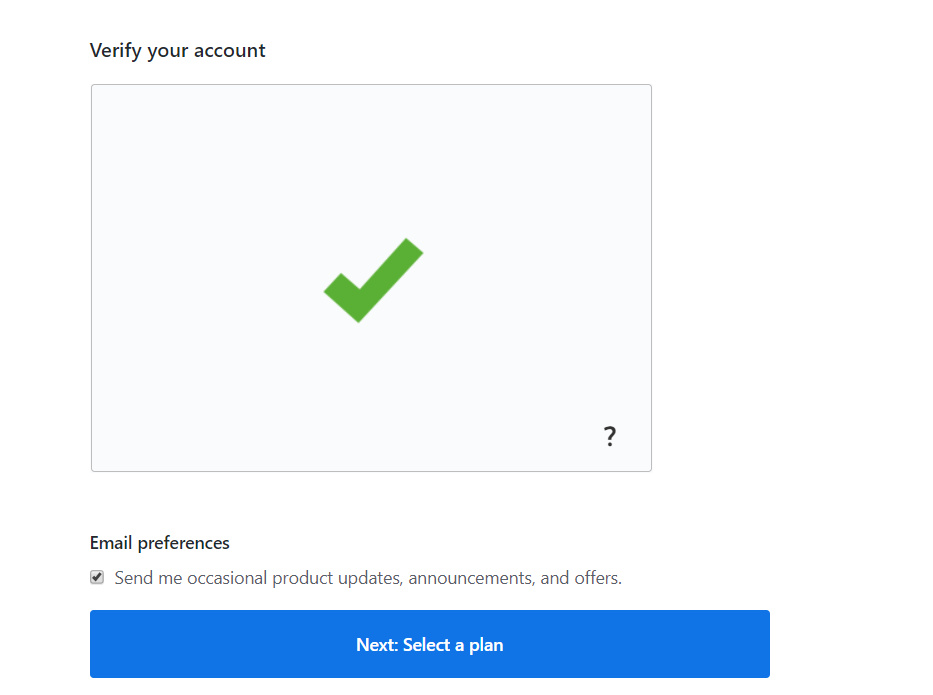 Verify your account
?
Email preferences
Send me occasional product updates, announcements, and offers.
Next: Select a plan